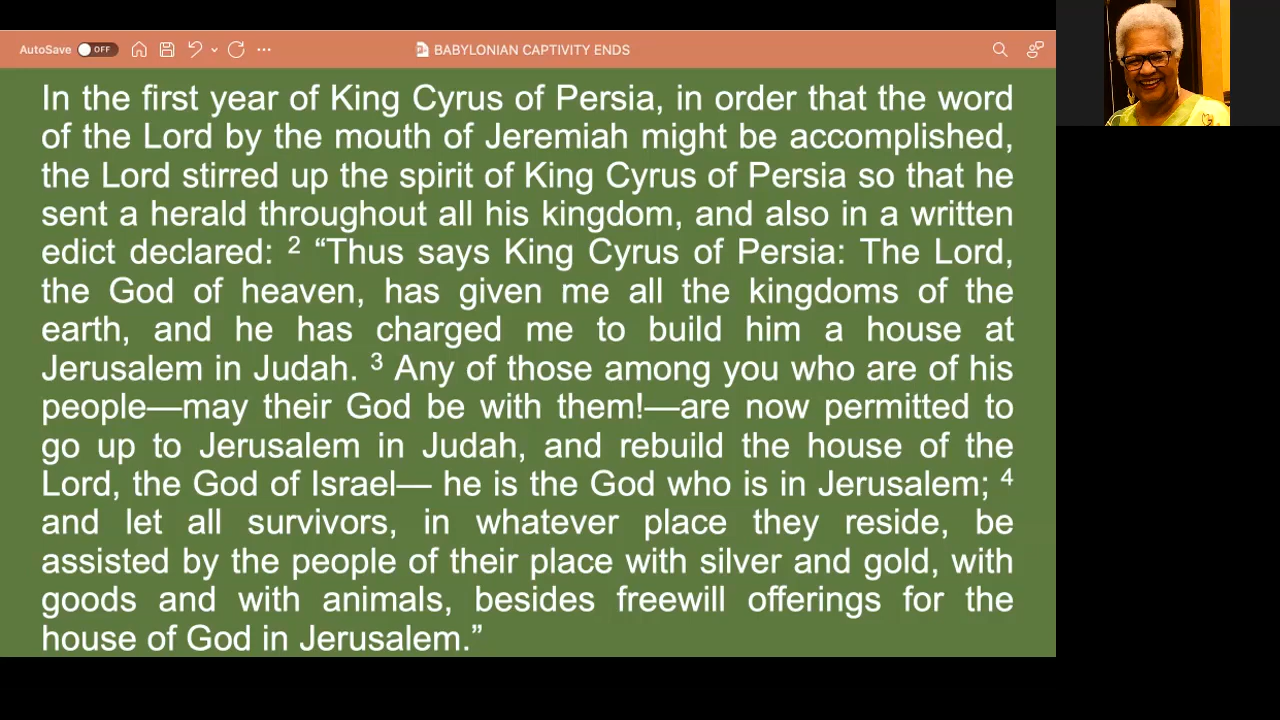 AutoSave OFF
BABYLONIAN CAPTIVITY ENDS
In the first year of King Cyrus of Persia, in order that the word
of the Lord by the mouth of Jeremiah might be accomplished,
the Lord stirred up the spirit of King Cyrus of Persia so that he
sent a herald throughout all his kingdom, and also in a written
edict declared: ² “Thus says King Cyrus of Persia: The Lord,
the God of heaven, has given me all the kingdoms of the
earth, and he has charged me to build him a house at
Jerusalem in Judah. ³ Any of those among you who are of his
people—may their God be with them!—are now permitted to
go up to Jerusalem in Judah, and rebuild the house of the
Lord, the God of Israel— he is the God who is in Jerusalem; ⁴
and let all survivors, in whatever place they reside, be
assisted by the people of their place with silver and gold, with
goods and with animals, besides freewill offerings for the
house of God in Jerusalem.”